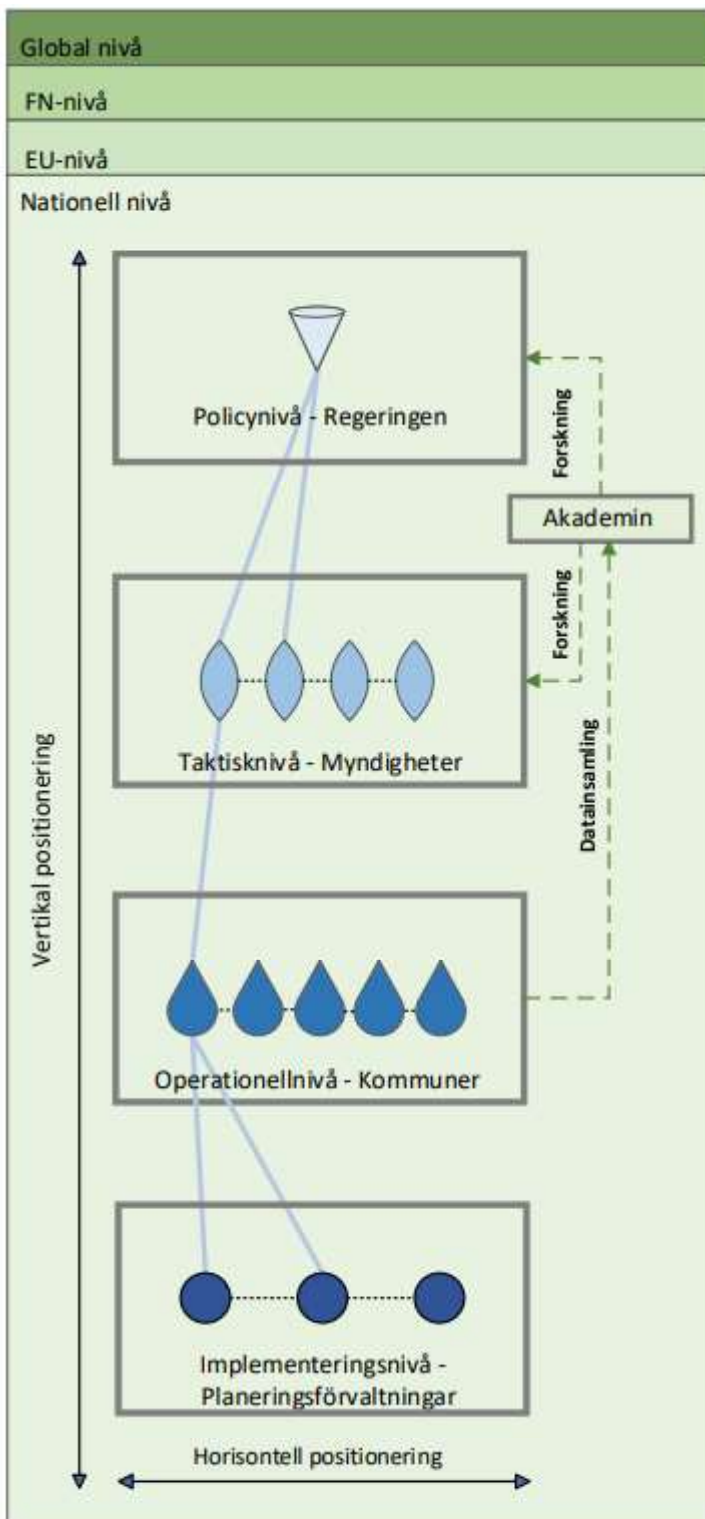 Global nivå
FN-nivå
EU-nivå
Nationell nivå
Policynivå - Regeringen
Forskning
Akademin
Forskning
Taktisknivå - Myndigheter
Datainsamling
Vertikal positionering
Operationellnivå - Kommuner
Implementeringsnivå -
Planeringsförvaltningar
Horisontell positionering